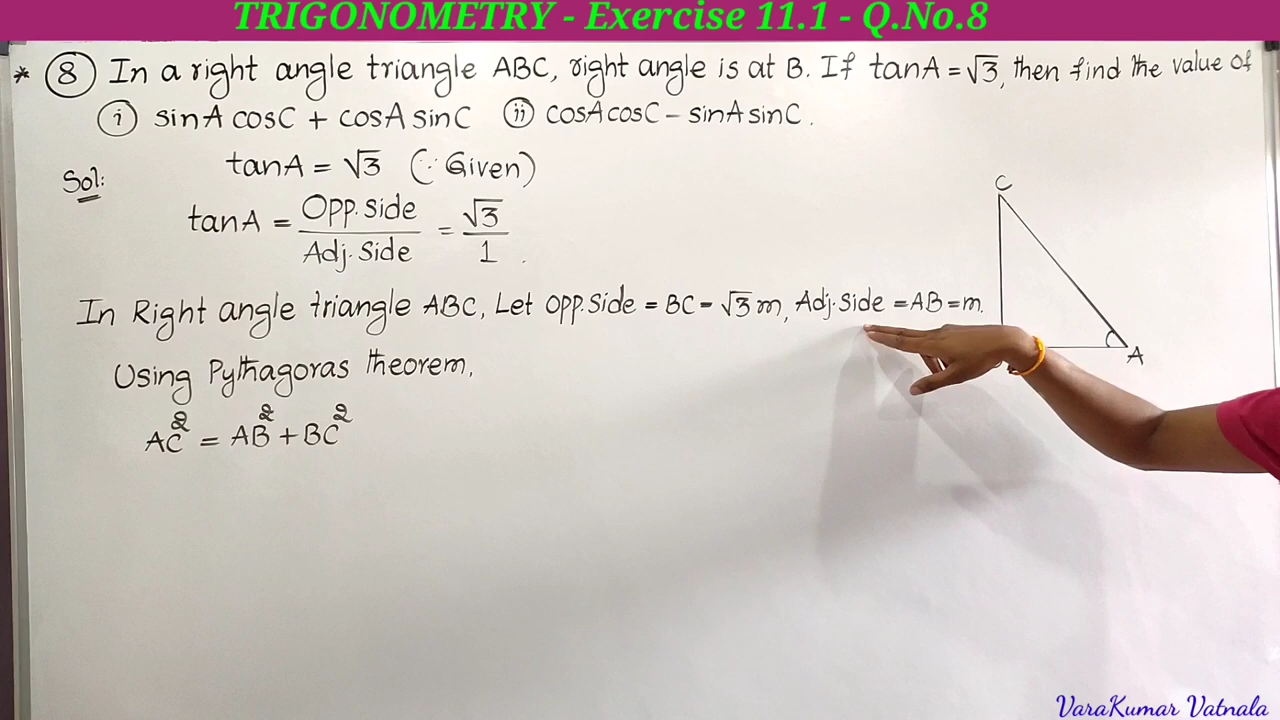 TRIGONOMETRY - Exercise 11.1 - Q.No.8
* 8 In a right angle triangle ABC, right angle is at B. If tanA = √3, then find the value of
i sinA cosC + cosA sinC ii cosA cosC - sinA sinC.
Sol:
tanA = √3 (∵ Given)
tanA = Opp.side / Adj.Side = √3 / 1.
In Right angle triangle ABC, Let Opp.Side = BC = √3 m, Adj.Side = AB = m.
Using Pythagoras theorem,
AC² = AB² + BC²
C
A
VaraKumar Vatnala